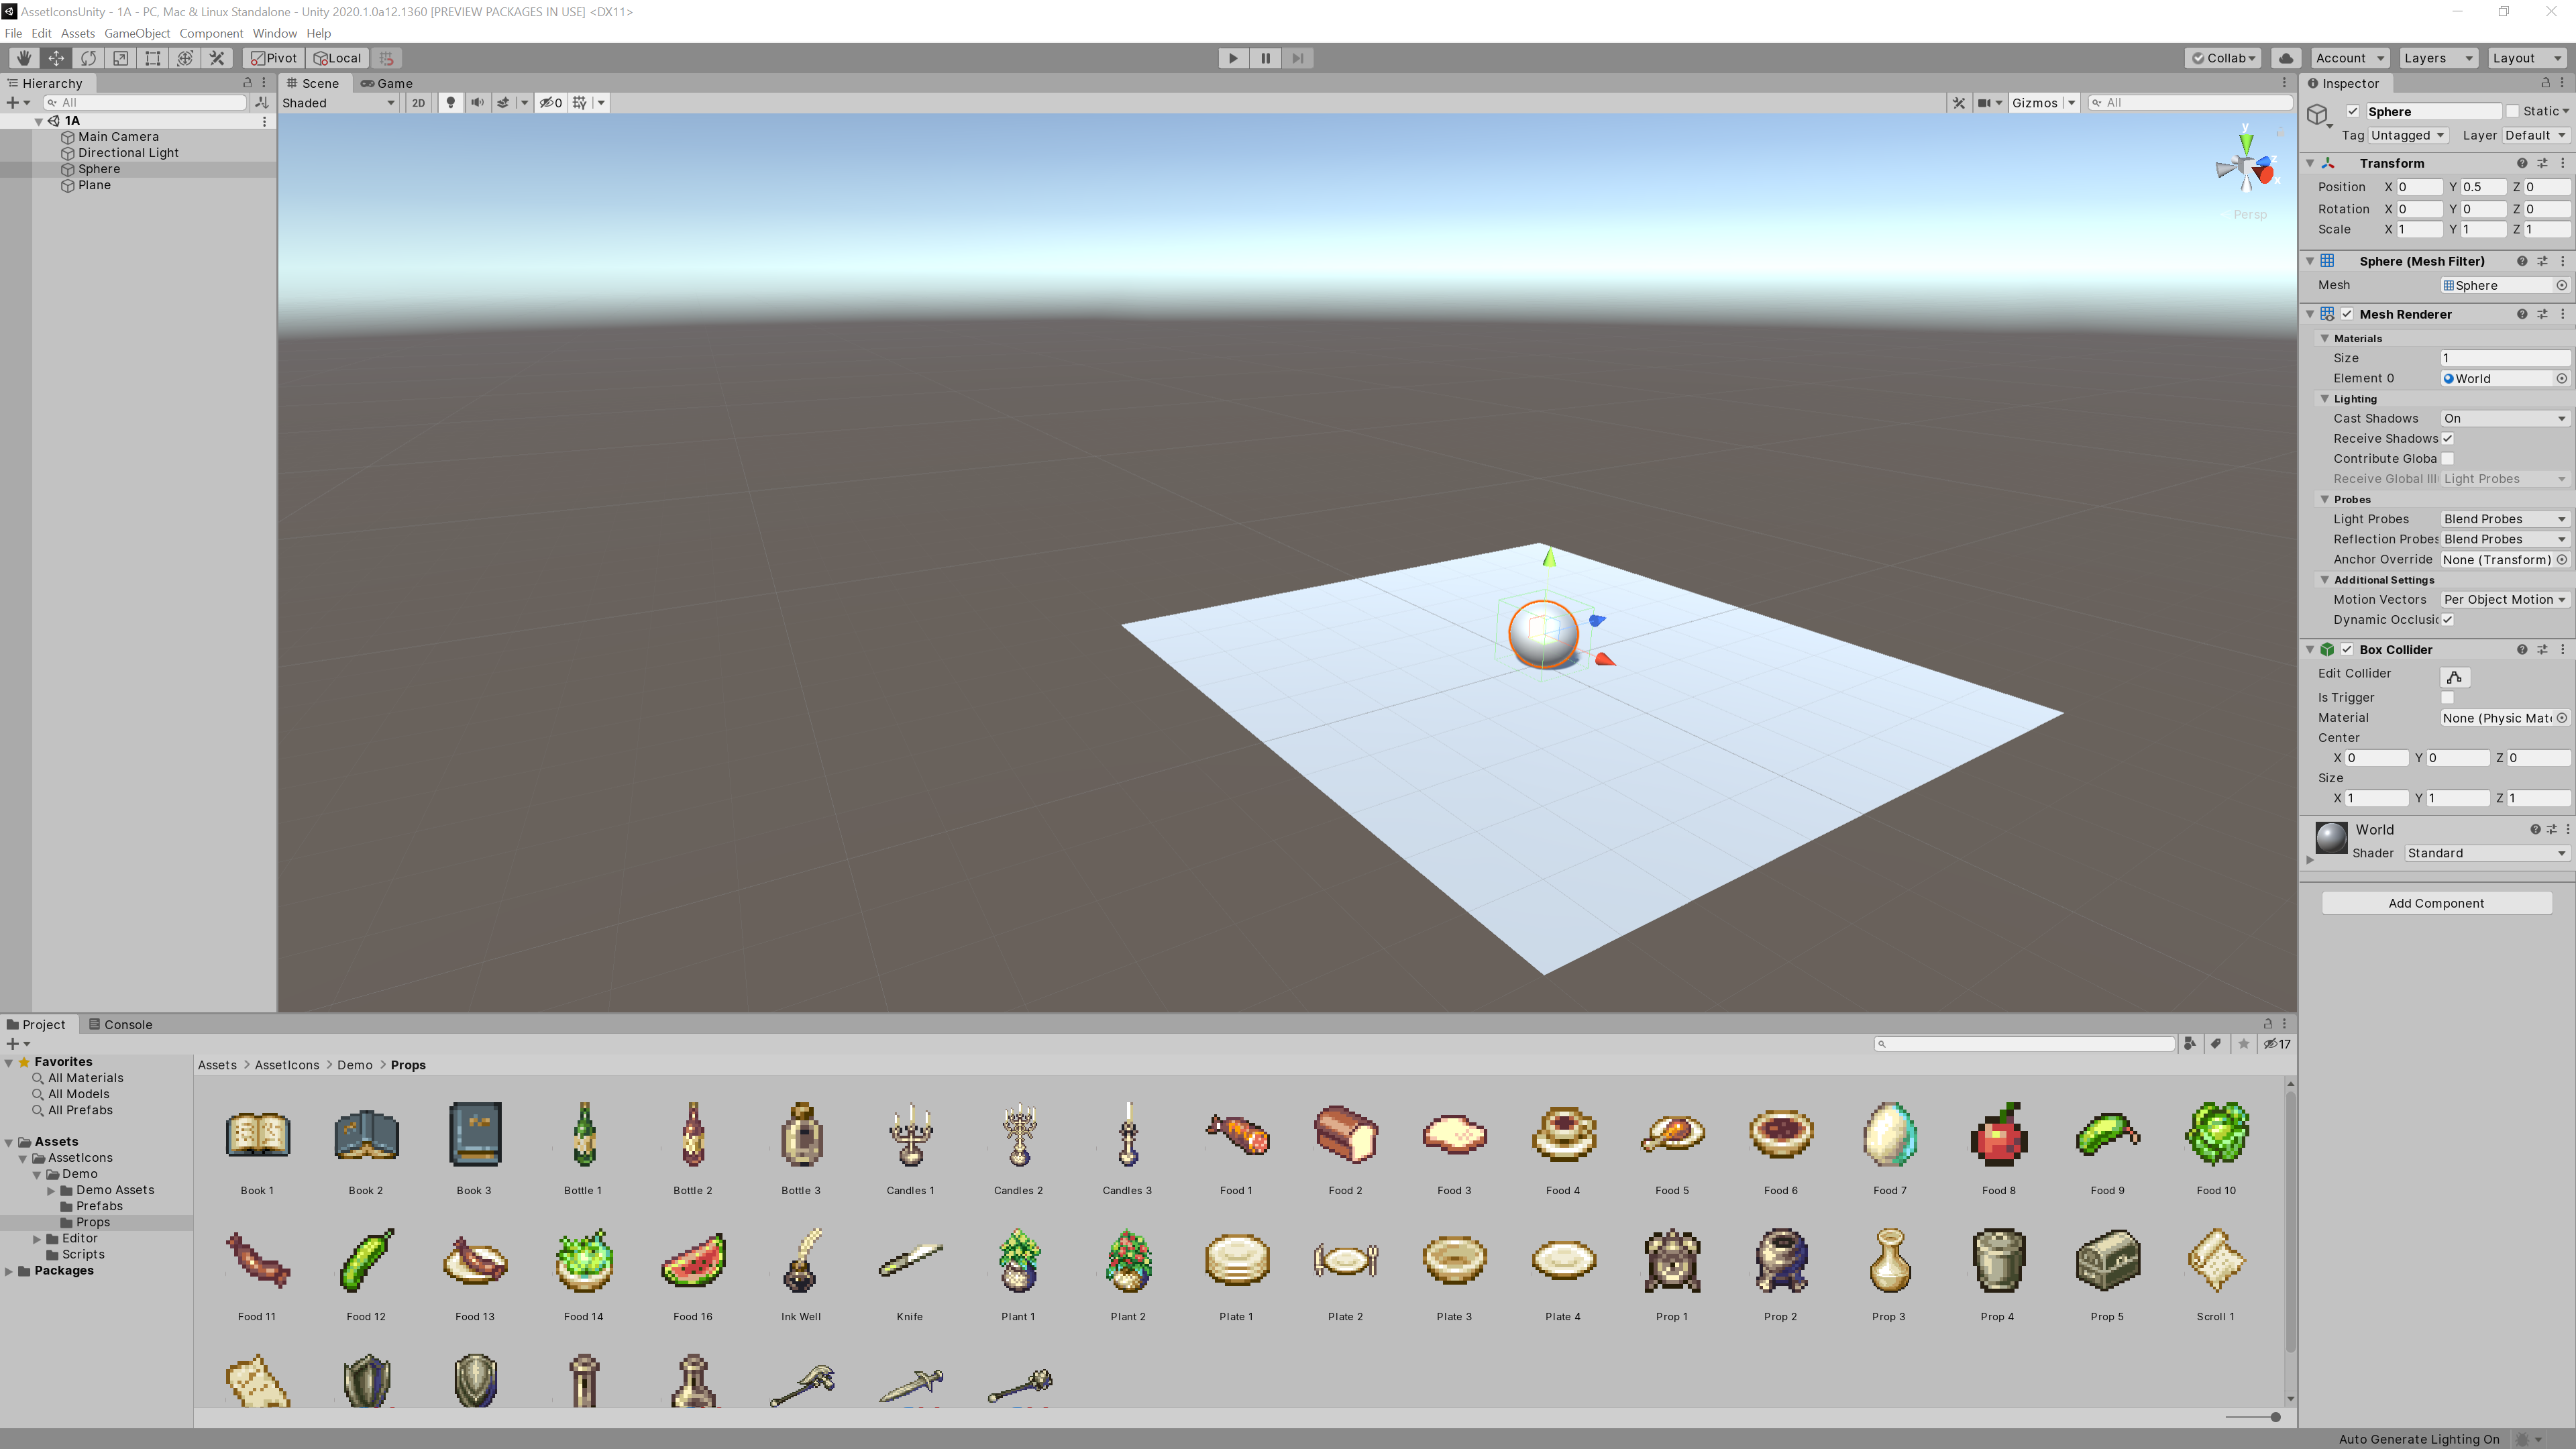 AssetIconsUnity - 1A - PC, Mac & Linux Standalone - Unity 2020.1.0a12.1360 [PREVIEW PACKAGES IN USE] <DX11>
File Edit Assets GameObject Component Window Help
Pivot Local Collab Account Layers Layout
Hierarchy
All
1A
Main Camera
Directional Light
Sphere
Plane
Scene Game
Shaded 2D 0 Gizmos All
y
z
x
Persp
Inspector
Sphere Static
Tag Untagged Layer Default
Transform
Position X 0 Y 0.5 Z 0
Rotation X 0 Y 0 Z 0
Scale X 1 Y 1 Z 1
Sphere (Mesh Filter)
Mesh Sphere
Mesh Renderer
Materials
Size 1
Element 0 World
Lighting
Cast Shadows On
Receive Shadows
Contribute Globa
Receive Global Ill Light Probes
Probes
Light Probes Blend Probes
Reflection Probes Blend Probes
Anchor Override None (Transform)
Additional Settings
Motion Vectors Per Object Motion
Dynamic Occlusi
Box Collider
Edit Collider
Is Trigger
Material None (Physic Mat
Center
X 0 Y 0 Z 0
Size
X 1 Y 1 Z 1
World
Shader Standard
Add Component
Project Console
17
Favorites
All Materials
All Models
All Prefabs
Assets
AssetIcons
Demo
Demo Assets
Prefabs
Props
Editor
Scripts
Packages
Assets > AssetIcons > Demo > Props
Book 1 Book 2 Book 3 Bottle 1 Bottle 2 Bottle 3 Candles 1 Candles 2 Candles 3 Food 1 Food 2 Food 3 Food 4 Food 5 Food 6 Food 7 Food 8 Food 9 Food 10
Food 11 Food 12 Food 13 Food 14 Food 16 Ink Well Knife Plant 1 Plant 2 Plate 1 Plate 2 Plate 3 Plate 4 Prop 1 Prop 2 Prop 3 Prop 4 Prop 5 Scroll 1
Auto Generate Lighting On